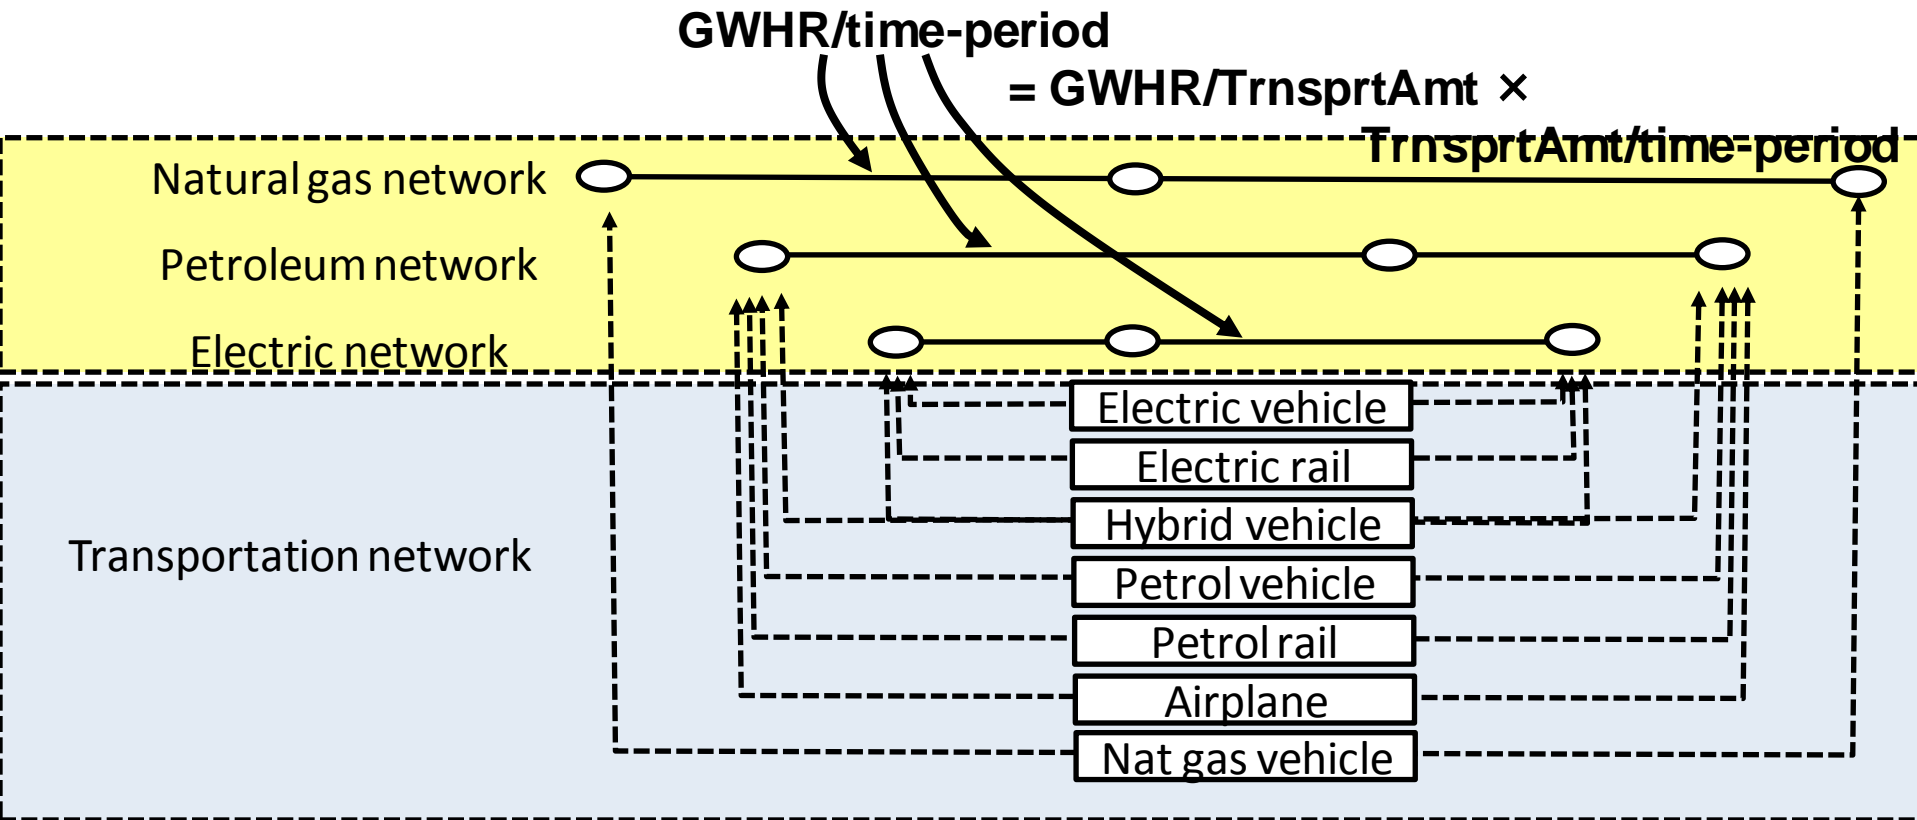 GWHR/time-period
= GWHR/TrnsprtAmt ×
TrnsprtAmt/time-period
Natural gas network
Petroleum network
Electric network
Electric vehicle
Electric rail
Hybrid vehicle
Transportation network
Petrol vehicle
Petrol rail
Airplane
Nat gas vehicle